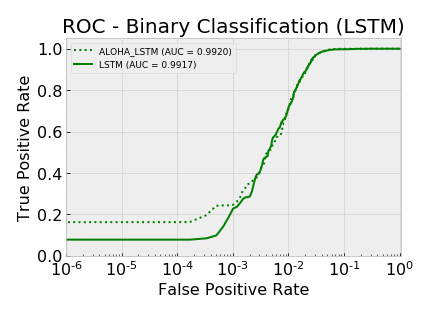 ROC - Binary Classification (LSTM)
ALOHA_LSTM (AUC = 0.9920)
LSTM (AUC = 0.9917)
True Positive Rate
1.0
0.8
0.6
0.4
0.2
0.0
10^-6 10^-5 10^-4 10^-3 10^-2 10^-1 10^0
False Positive Rate